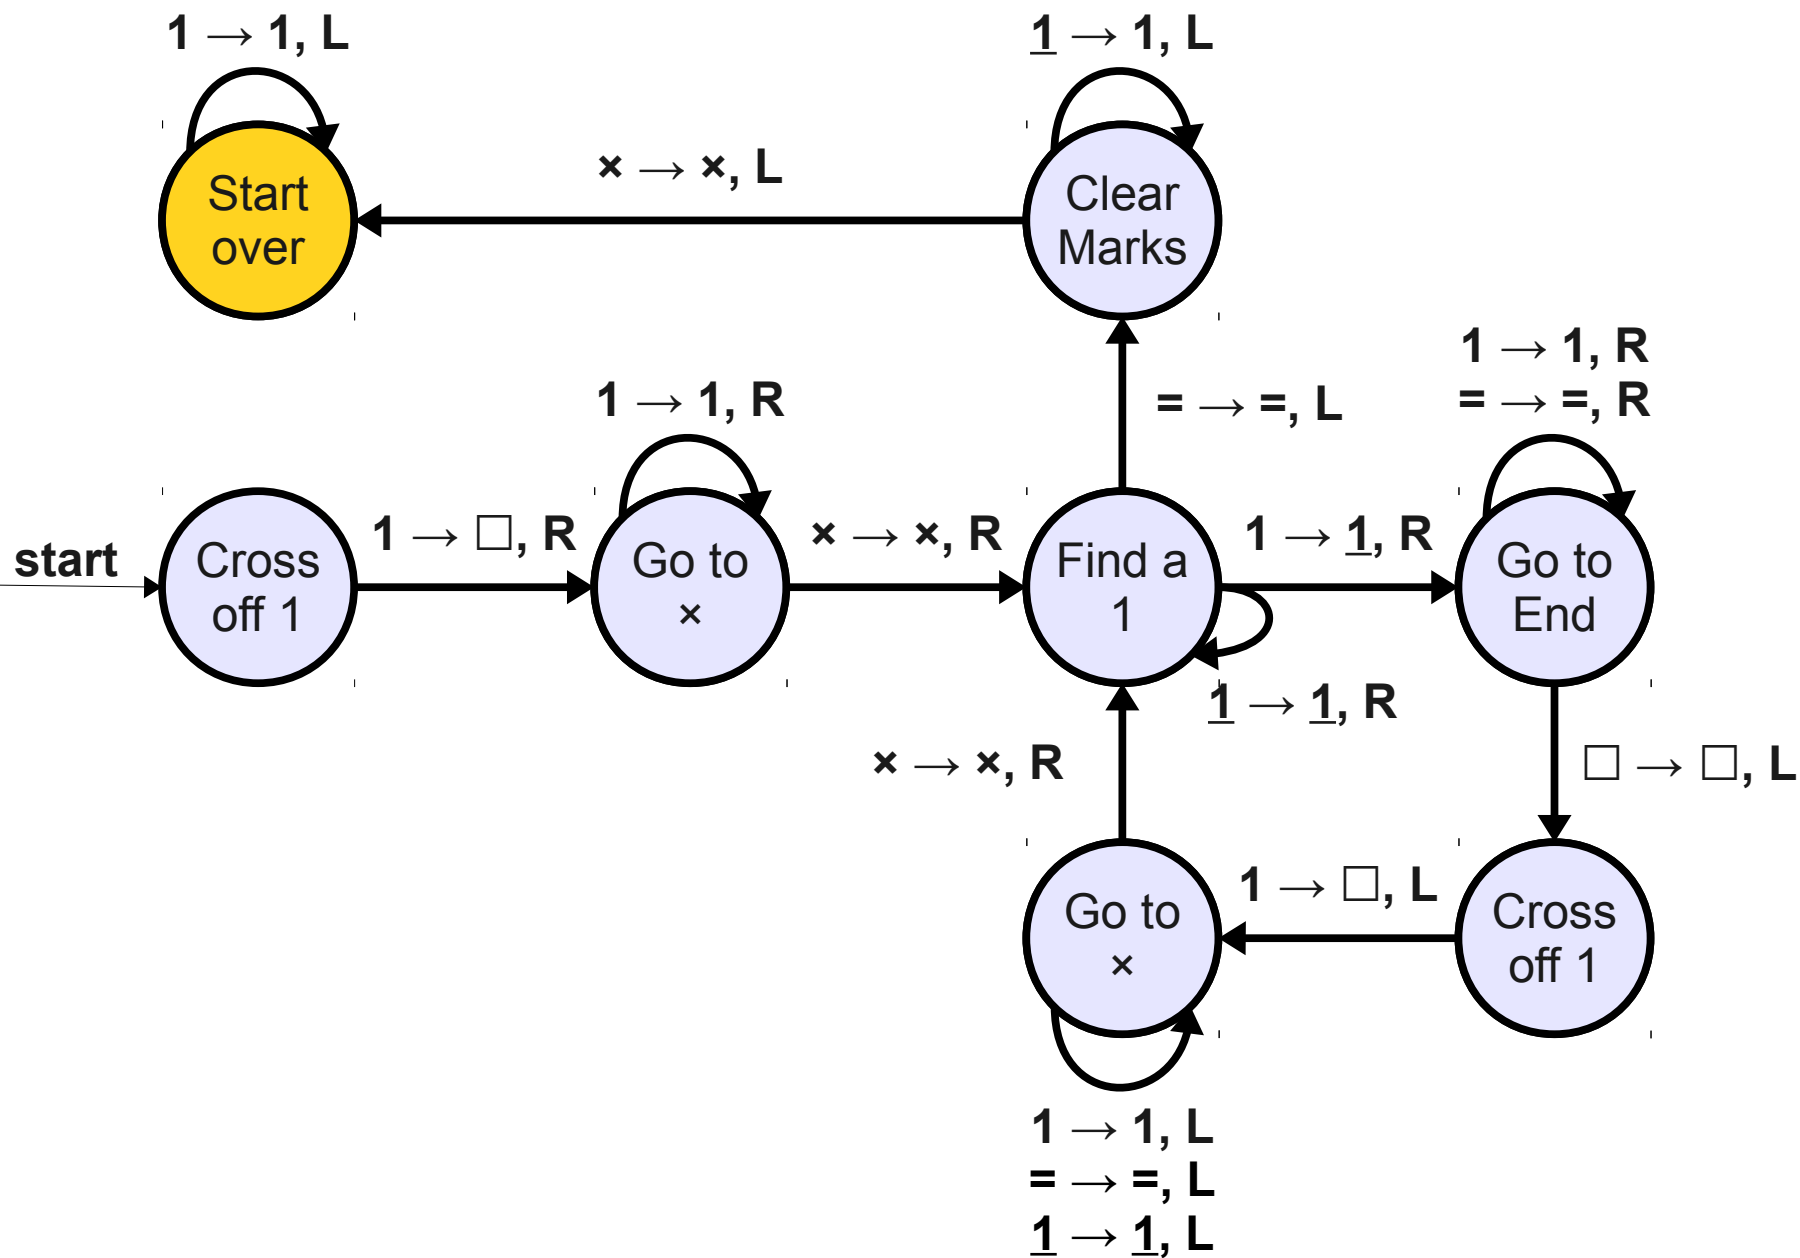 1 → 1, L
1 → 1, L
Start
over
× → ×, L
Clear
Marks
1 → 1, R
= → =, R
1 → 1, R
= → =, L
start
Cross
off 1
1 → □, R
Go to
×
× → ×, R
Find a
1
1 → 1, R
Go to
End
1 → 1, R
× → ×, R
□ → □, L
Go to
×
1 → □, L
Cross
off 1
1 → 1, L
= → =, L
1 → 1, L